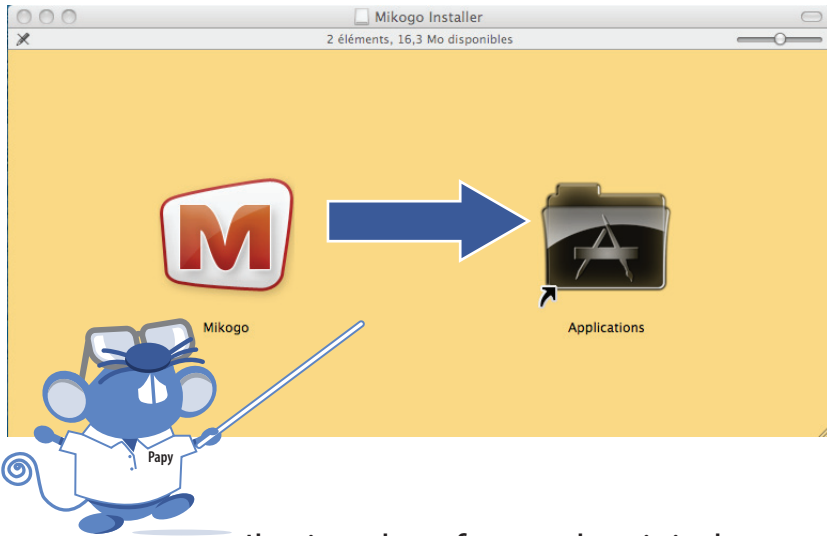 Mikogo Installer
2 éléments, 16,3 Mo disponibles
M
Mikogo
Applications
Papy